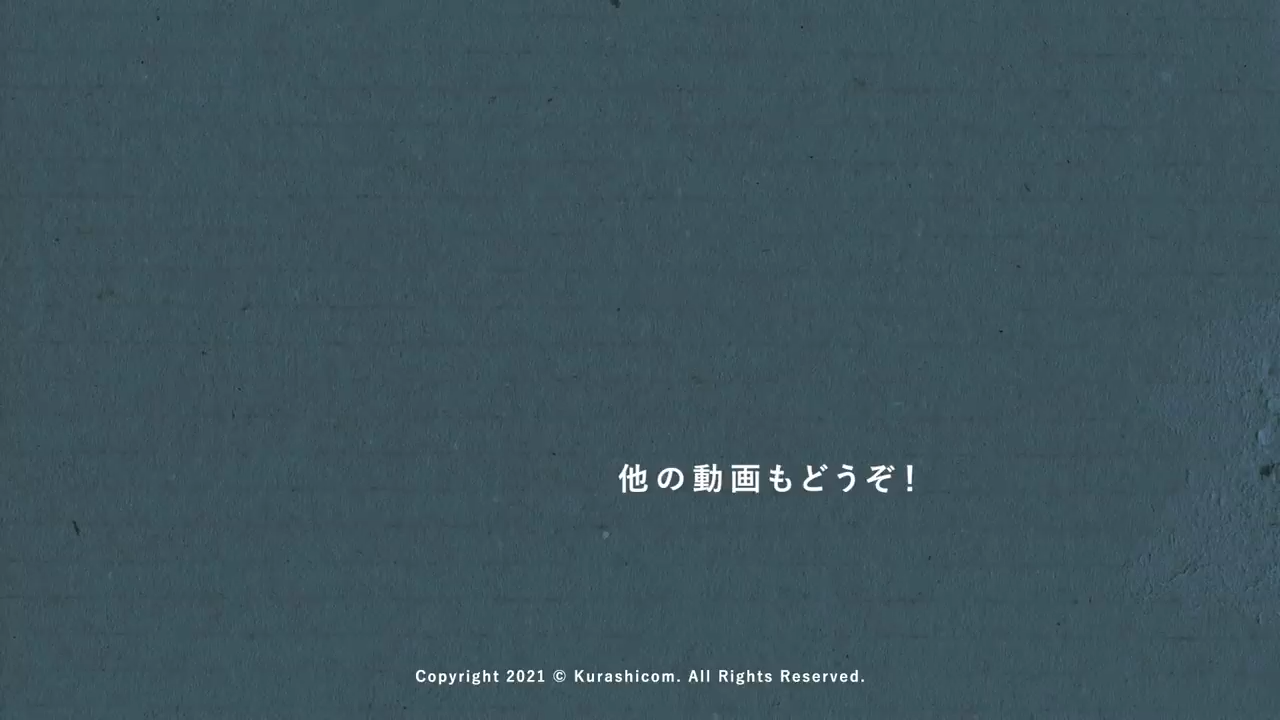 他の動画もどうぞ！
Copyright 2021 © Kurashicom. All Rights Reserved.